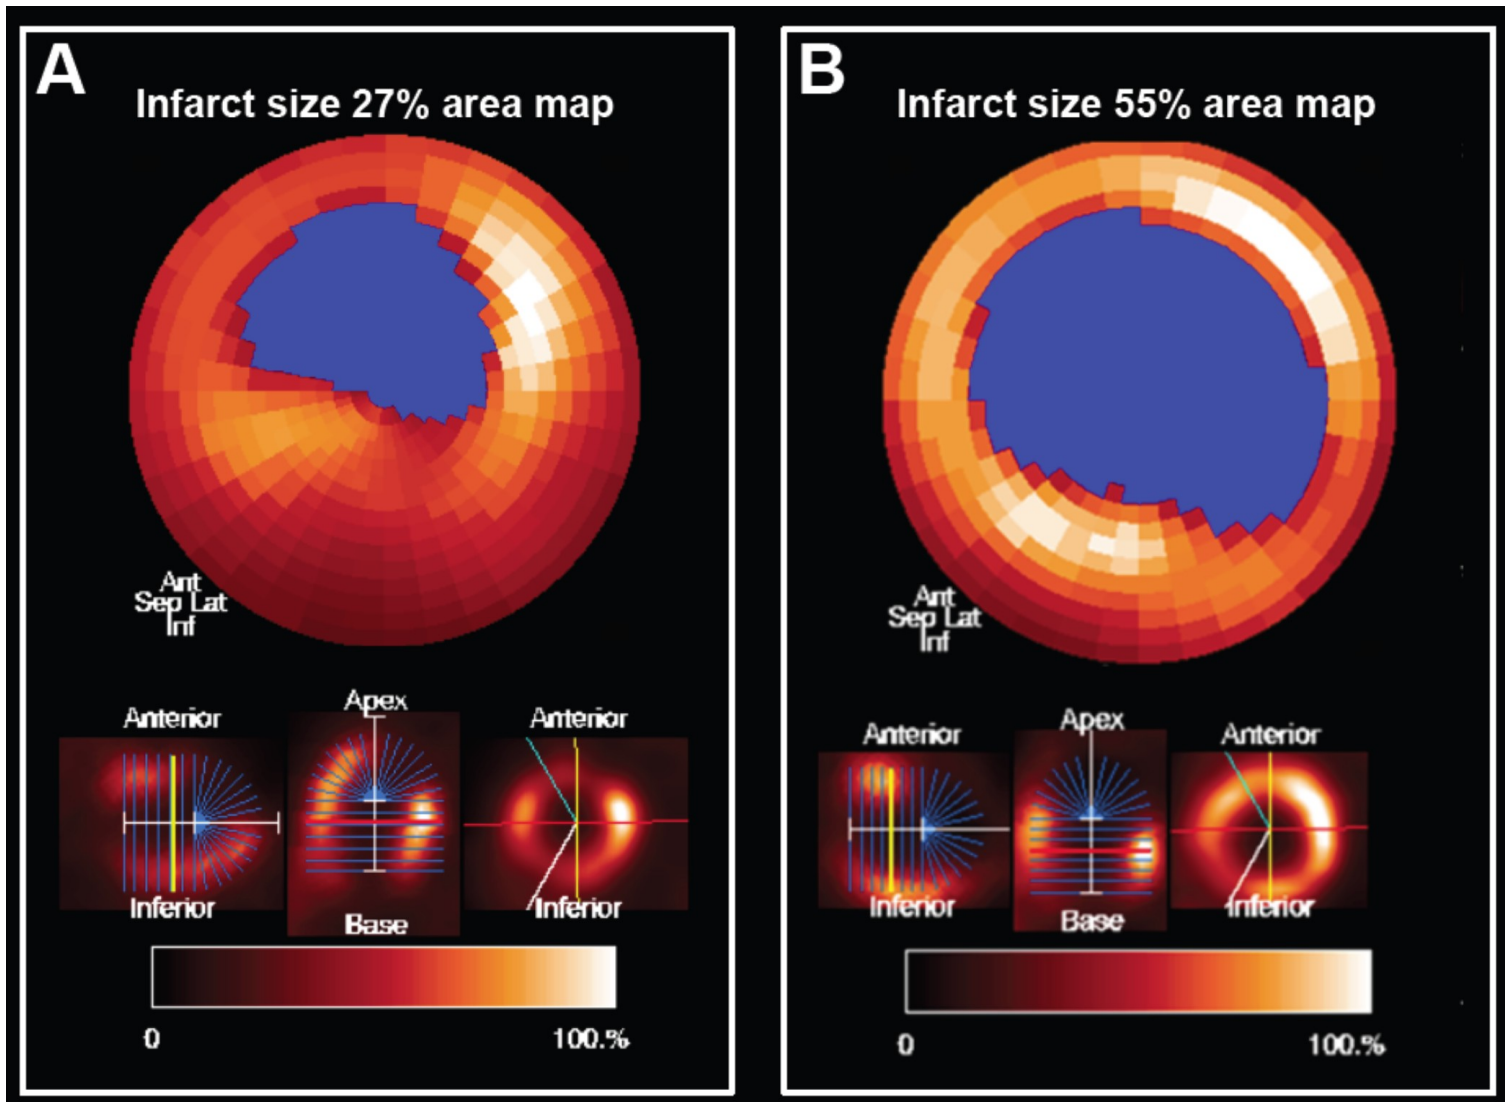 A
Infarct size 27% area map
Ant
Sep Lat
Inf
Anterior
Apex
Anterior
Inferior
Base
Inferior
0
100.%
B
Infarct size 55% area map
Ant
Sep Lat
Inf
Anterior
Apex
Anterior
Inferior
Base
Inferior
0
100.%